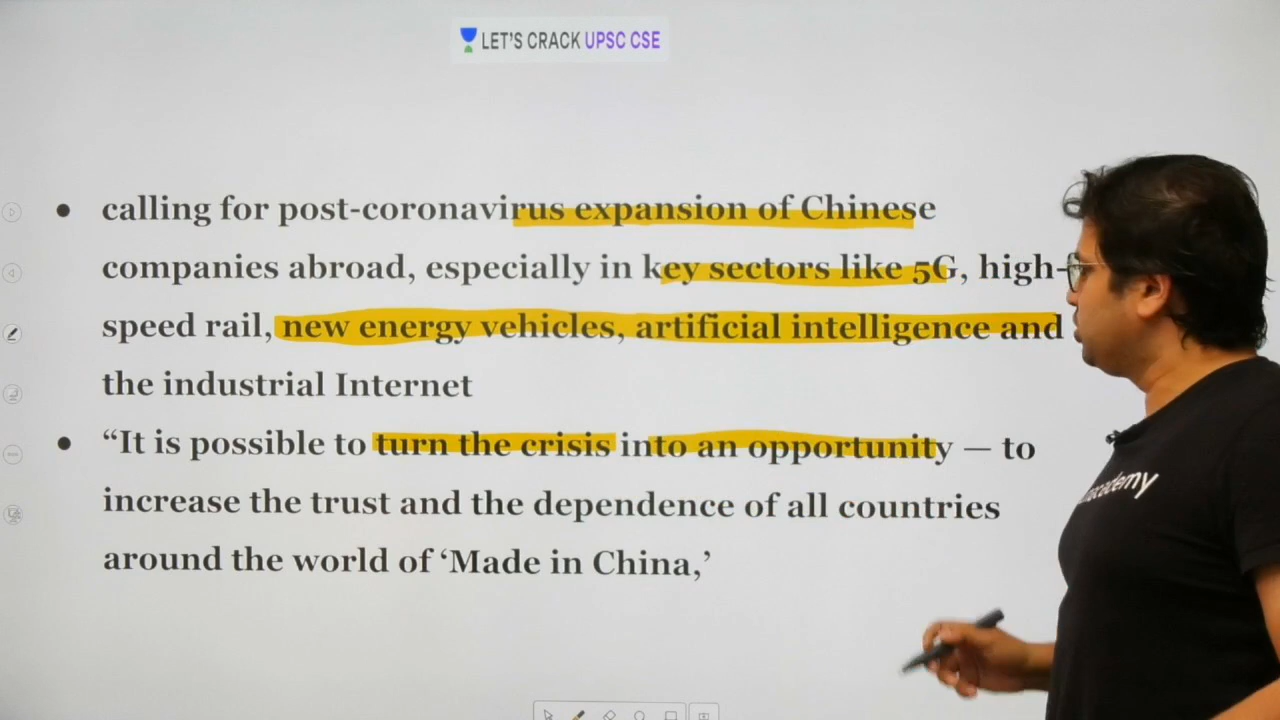 LET'S CRACK UPSC CSE
calling for post-coronavirus expansion of Chinese
companies abroad, especially in key sectors like 5G, high-
speed rail, new energy vehicles, artificial intelligence and
the industrial Internet
“It is possible to turn the crisis into an opportunity — to
increase the trust and the dependence of all countries
around the world of ‘Made in China,’